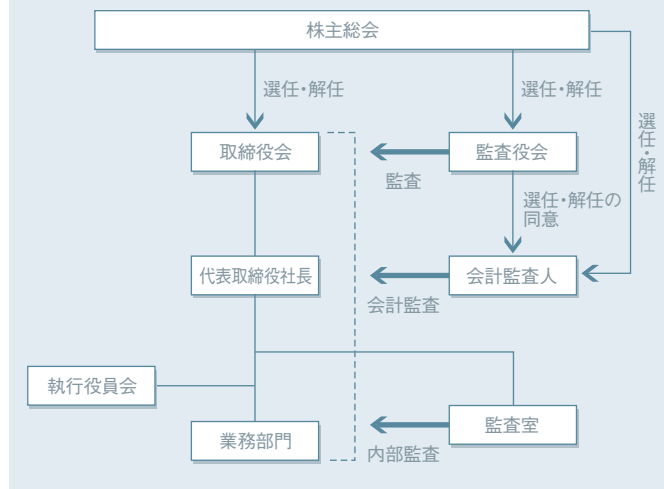 株主総会
選任･解任
選任･解任
選任･解任
取締役会
監査役会
監査
選任･解任の
同意
代表取締役社長
会計監査人
会計監査
執行役員会
業務部門
監査室
内部監査